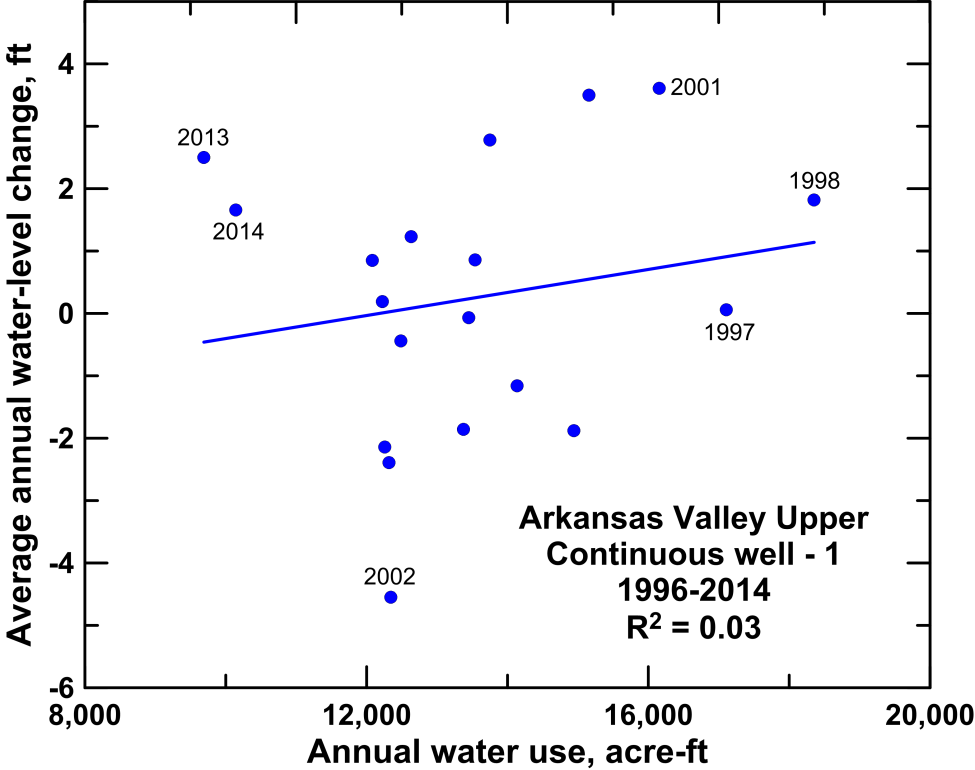 Average annual water-level change, ft
4
2
0
-2
-4
-6
2013
2014
2001
1998
1997
2002
Arkansas Valley Upper
Continuous well - 1
1996-2014
R² = 0.03
8,000 12,000 16,000 20,000
Annual water use, acre-ft